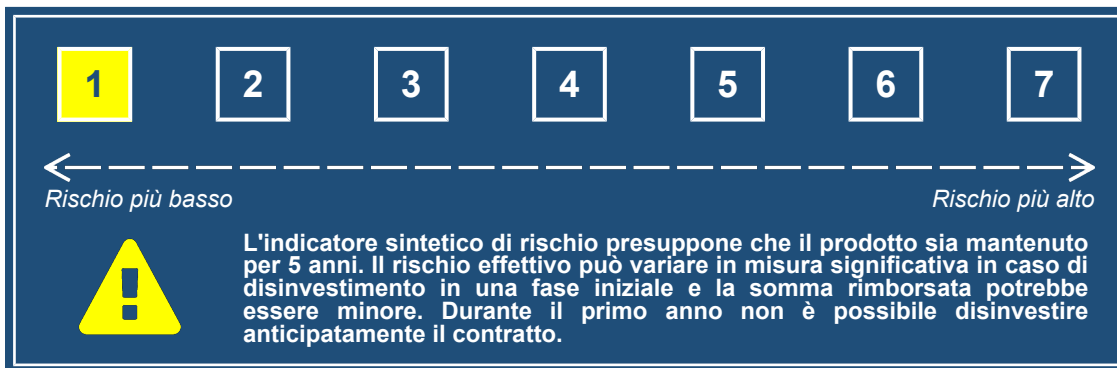 1 2 3 4 5 6 7
Rischio più basso Rischio più alto
L'indicatore sintetico di rischio presuppone che il prodotto sia mantenuto
per 5 anni. Il rischio effettivo può variare in misura significativa in caso di
disinvestimento in una fase iniziale e la somma rimborsata potrebbe
essere minore. Durante il primo anno non è possibile disinvestire
anticipatamente il contratto.